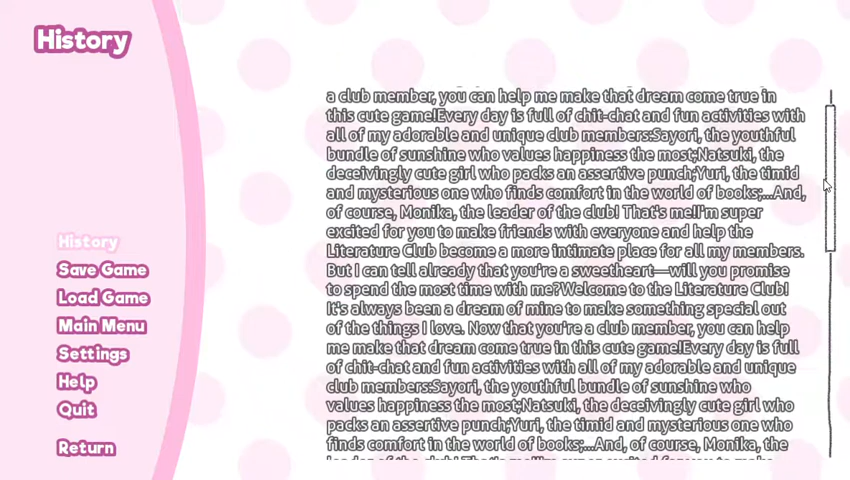 History
a club member, you can help me make that dream come true in
this cute game!Every day is full of chit-chat and fun activities with
all of my adorable and unique club members:Sayori, the youthful
bundle of sunshine who values happiness the most;Natsuki, the
deceivingly cute girl who packs an assertive punch;Yuri, the timid
and mysterious one who finds comfort in the world of books;...And,
of course, Monika, the leader of the club! That's me!I'm super
excited for you to make friends with everyone and help the
Literature Club become a more intimate place for all my members.
But I can tell already that you're a sweetheart—will you promise
to spend the most time with me?Welcome to the Literature Club!
It's always been a dream of mine to make something special out
of the things I love. Now that you're a club member, you can help
me make that dream come true in this cute game!Every day is full
of chit-chat and fun activities with all of my adorable and unique
club members:Sayori, the youthful bundle of sunshine who
values happiness the most;Natsuki, the deceivingly cute girl who
packs an assertive punch;Yuri, the timid and mysterious one who
finds comfort in the world of books;...And, of course, Monika, the
leader of the club! That's me!I'm super excited for you to make
History
Save Game
Load Game
Main Menu
Settings
Help
Quit
Return